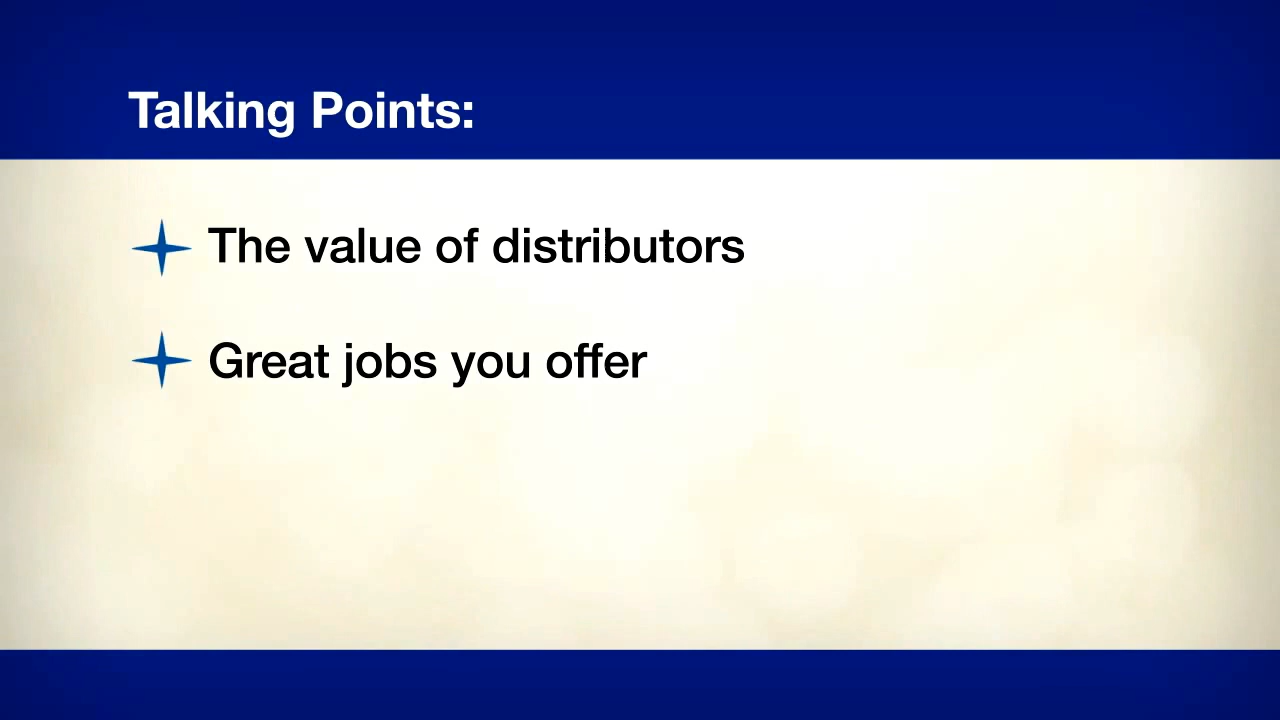 Talking Points:
The value of distributors
Great jobs you offer